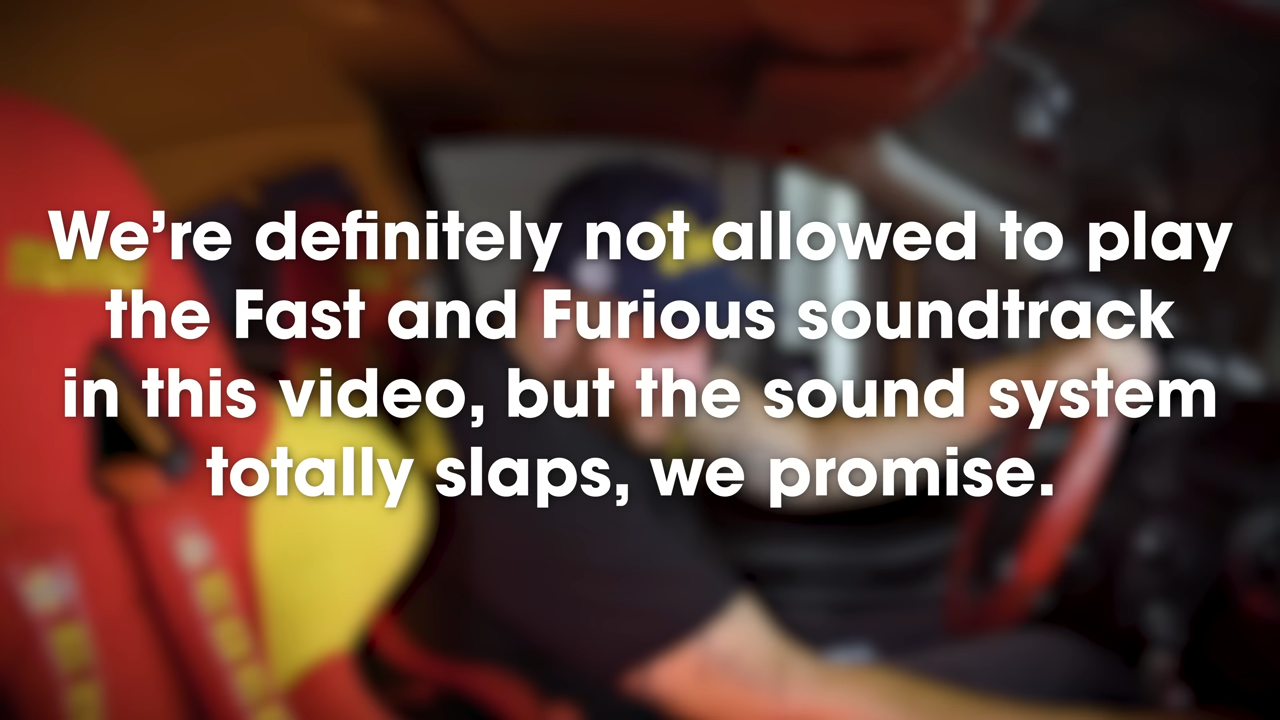 We’re definitely not allowed to play
the Fast and Furious soundtrack
in this video, but the sound system
totally slaps, we promise.